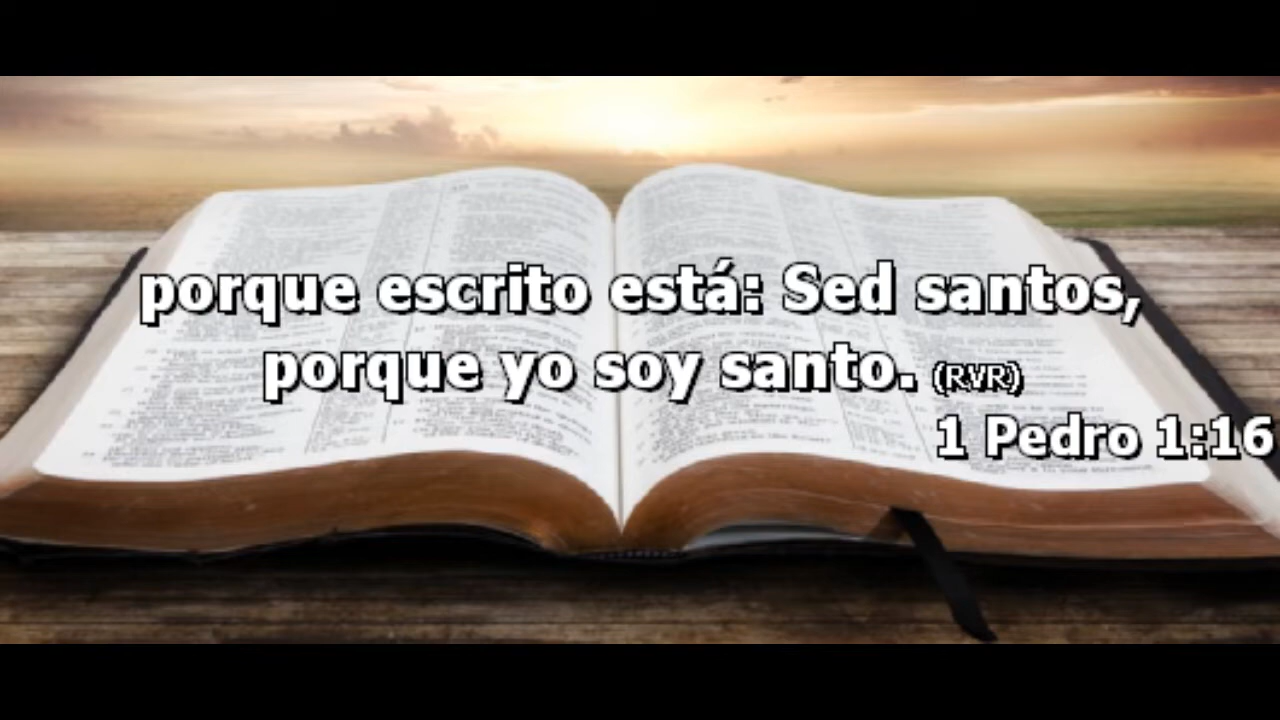 porque escrito está: Sed santos,
porque yo soy santo. (RVR)
1 Pedro 1:16